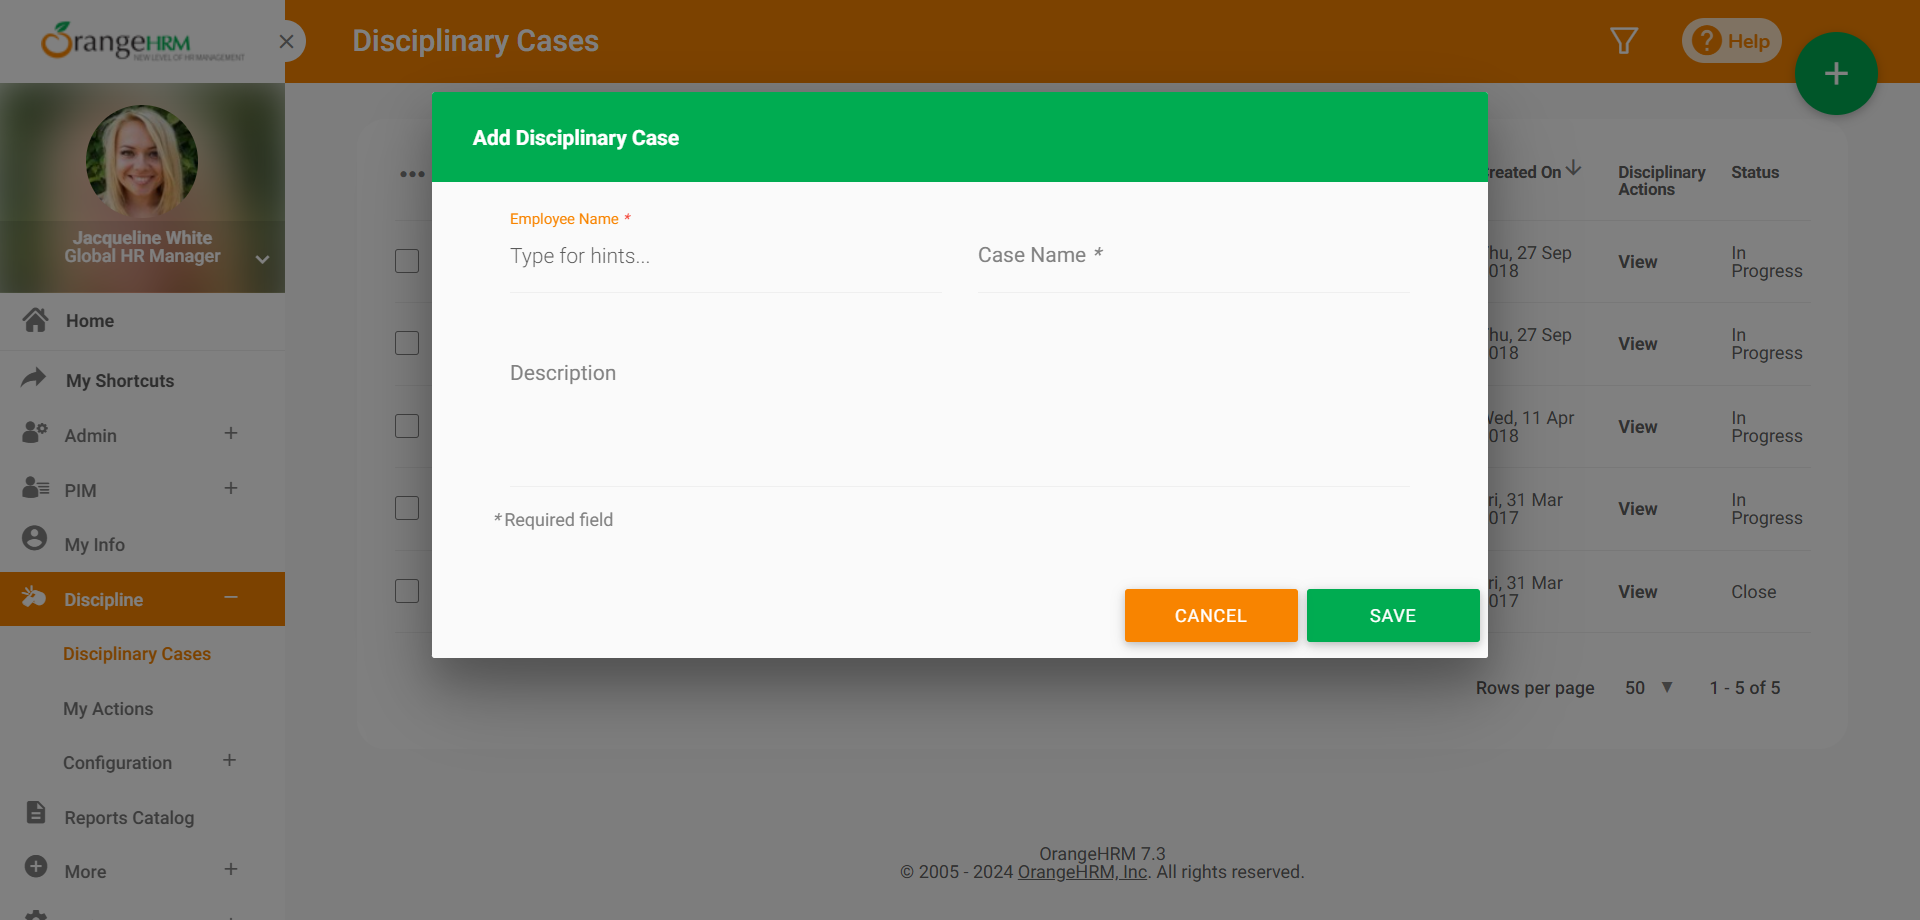 OrangeHRM
NEW LEVEL OF HR MANAGEMENT
Disciplinary Cases
? Help
+
Jacqueline White
Global HR Manager
Home
My Shortcuts
Admin +
PIM +
My Info
Discipline −
Disciplinary Cases
My Actions
Configuration +
Reports Catalog
More +
Add Disciplinary Case
Employee Name *
Type for hints...
Case Name *
Description
* Required field
CANCEL
SAVE
reated On
Disciplinary
Actions
Status
hu, 27 Sep
018
View
In
Progress
hu, 27 Sep
018
View
In
Progress
Wed, 11 Apr
018
View
In
Progress
ri, 31 Mar
017
View
In
Progress
ri, 31 Mar
017
View
Close
Rows per page 50 ▼ 1 - 5 of 5
OrangeHRM 7.3
© 2005 - 2024 OrangeHRM, Inc. All rights reserved.